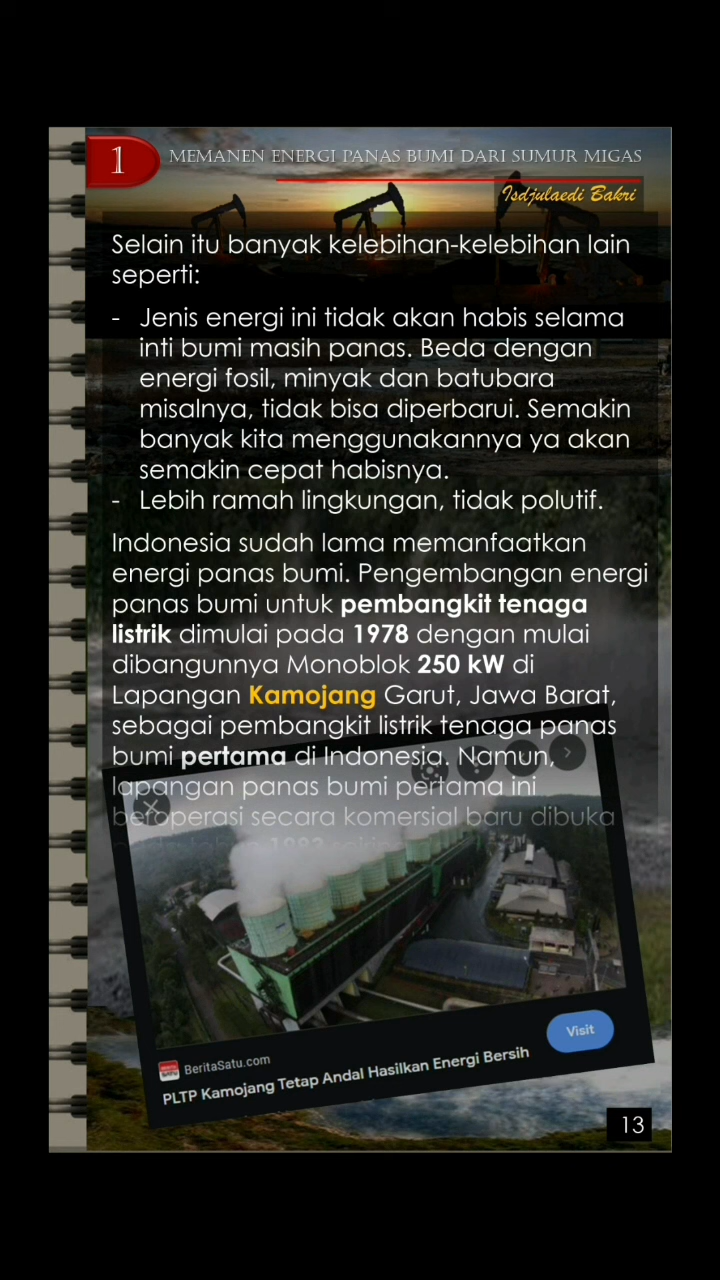 1
MEMANEN ENERGI PANAS BUMI DARI SUMUR MIGAS
Isdjulaedi Bakri
Selain itu banyak kelebihan-kelebihan lain
seperti:
- Jenis energi ini tidak akan habis selama
inti bumi masih panas. Beda dengan
energi fosil, minyak dan batubara
misalnya, tidak bisa diperbarui. Semakin
banyak kita menggunakannya ya akan
semakin cepat habisnya.
- Lebih ramah lingkungan, tidak polutif.
Indonesia sudah lama memanfaatkan
energi panas bumi. Pengembangan energi
panas bumi untuk pembangkit tenaga
listrik dimulai pada 1978 dengan mulai
dibangunnya Monoblok 250 kW di
Lapangan Kamojang Garut, Jawa Barat,
sebagai pembangkit listrik tenaga panas
bumi pertama di Indonesia. Namun,
lapangan panas bumi pertama ini
beroperasi secara komersial baru dibuka
1983
BeritaSatu.com
Visit
PLTP Kamojang Tetap Andal Hasilkan Energi Bersih
13